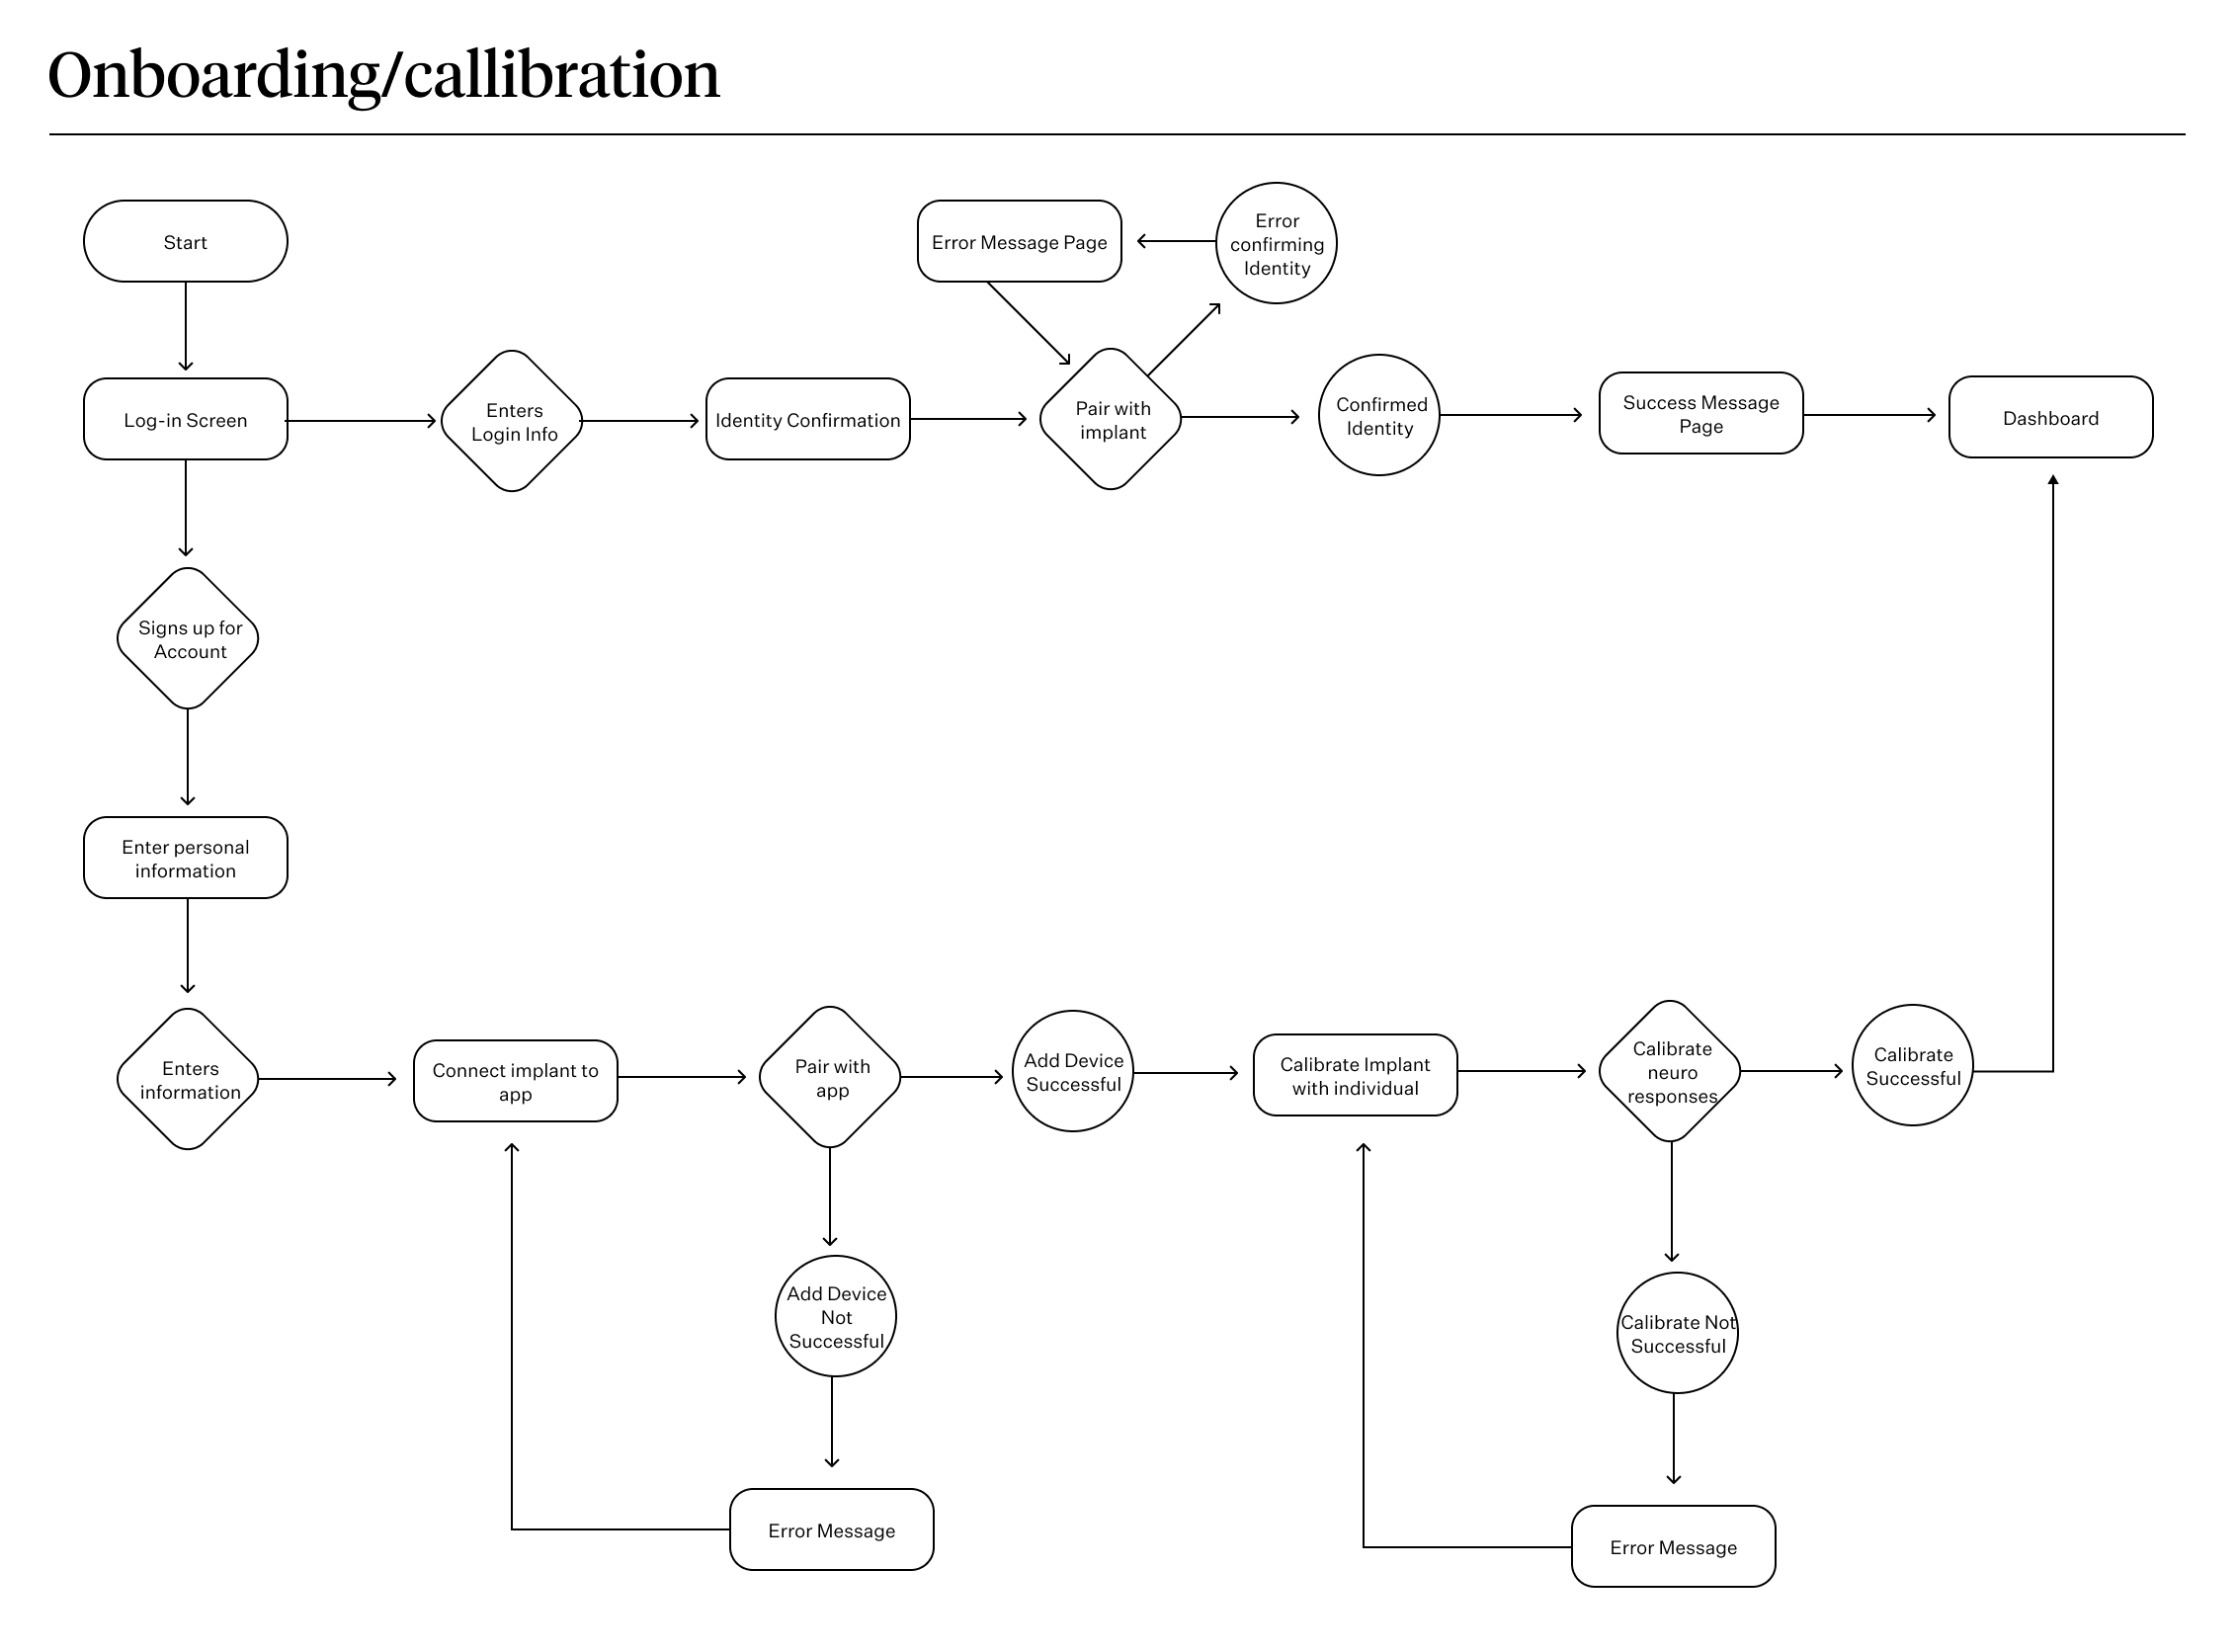 Onboarding/callibration
Start
Error Message Page
Error
confirming
Identity
Log-in Screen
Enters
Login Info
Identity Confirmation
Pair with
implant
Confirmed
Identity
Success Message
Page
Dashboard
Signs up for
Account
Enter personal
information
Enters
information
Connect implant to
app
Pair with
app
Add Device
Successful
Calibrate Implant
with individual
Calibrate
neuro
responses
Calibrate
Successful
Add Device
Not
Successful
Calibrate Not
Successful
Error Message
Error Message